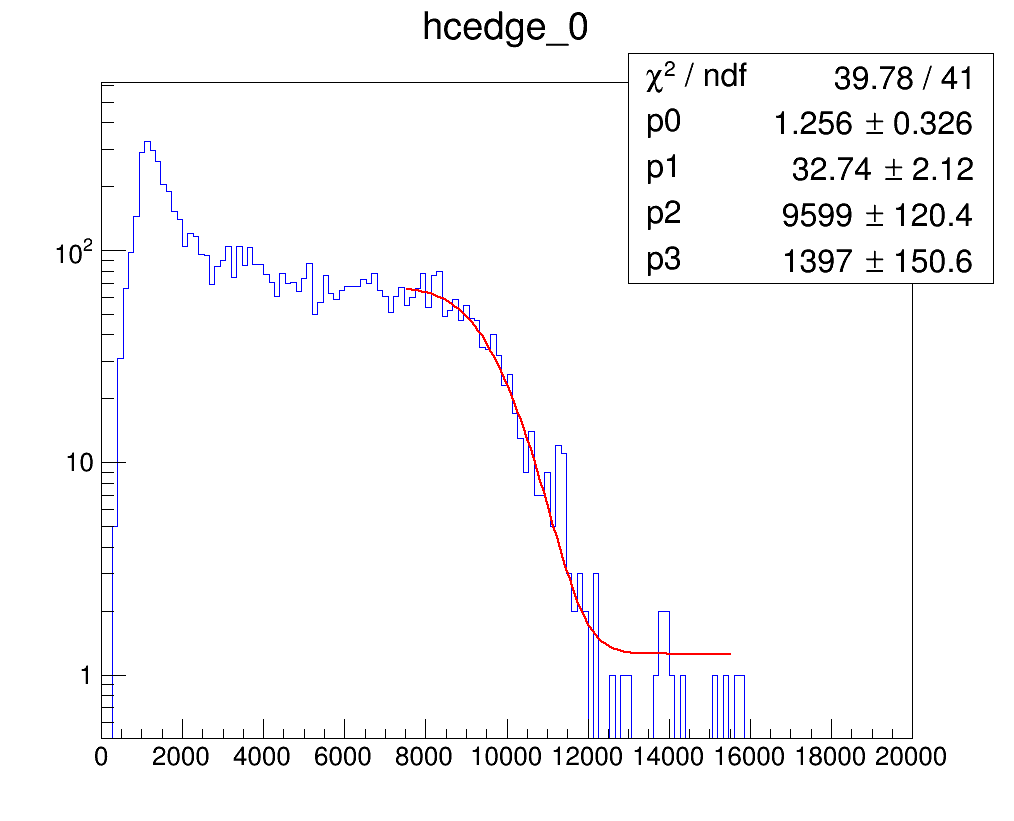 hcedge_0
χ² / ndf 39.78 / 41
p0 1.256 ± 0.326
p1 32.74 ± 2.12
p2 9599 ± 120.4
p3 1397 ± 150.6
10²
10
1
0 2000 4000 6000 8000 10000 12000 14000 16000 18000 20000